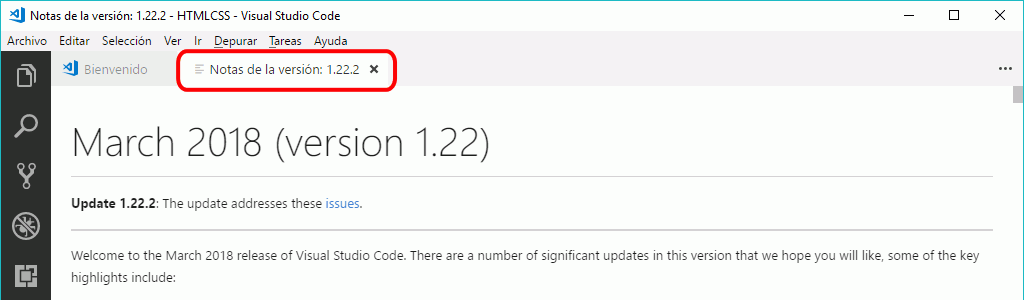 Notas de la versión: 1.22.2 - HTMLCSS - Visual Studio Code
Archivo Editar Selección Ver Ir Depurar Tareas Ayuda
Bienvenido Notas de la versión: 1.22.2
March 2018 (version 1.22)
Update 1.22.2: The update addresses these issues.
Welcome to the March 2018 release of Visual Studio Code. There are a number of significant updates in this version that we hope you will like, some of the key
highlights include: